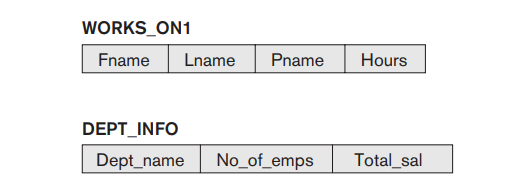 WORKS_ON1
Fname Lname Pname Hours
DEPT_INFO
Dept_name No_of_emps Total_sal